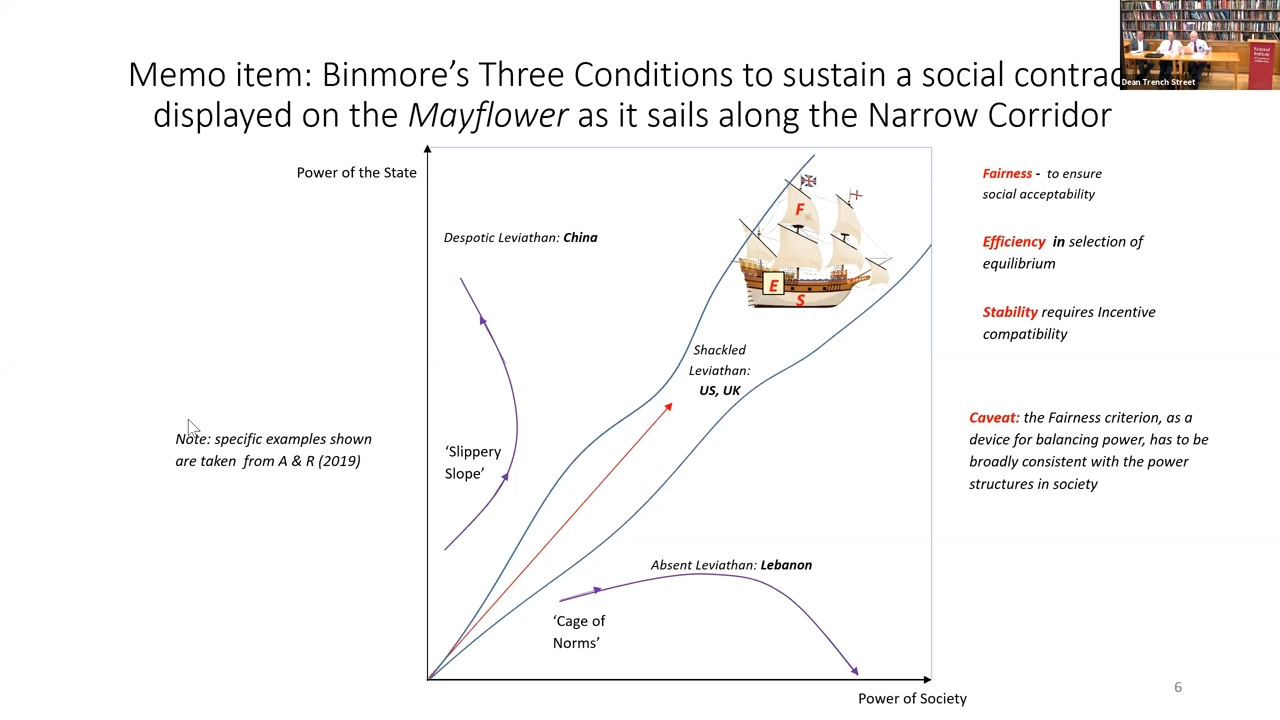 Memo item: Binmore's Three Conditions to sustain a social contrac
displayed on the Mayflower as it sails along the Narrow Corridor
Dean Trench Street
Power of the State
Despotic Leviathan: China
F
E
S
Fairness - to ensure
social acceptability
Efficiency in selection of
equilibrium
Stability requires Incentive
compatibility
Shackled
Leviathan:
US, UK
Caveat: the Fairness criterion, as a
device for balancing power, has to be
broadly consistent with the power
structures in society
Note: specific examples shown
are taken from A & R (2019)
'Slippery
Slope'
Absent Leviathan: Lebanon
'Cage of
Norms'
Power of Society
6